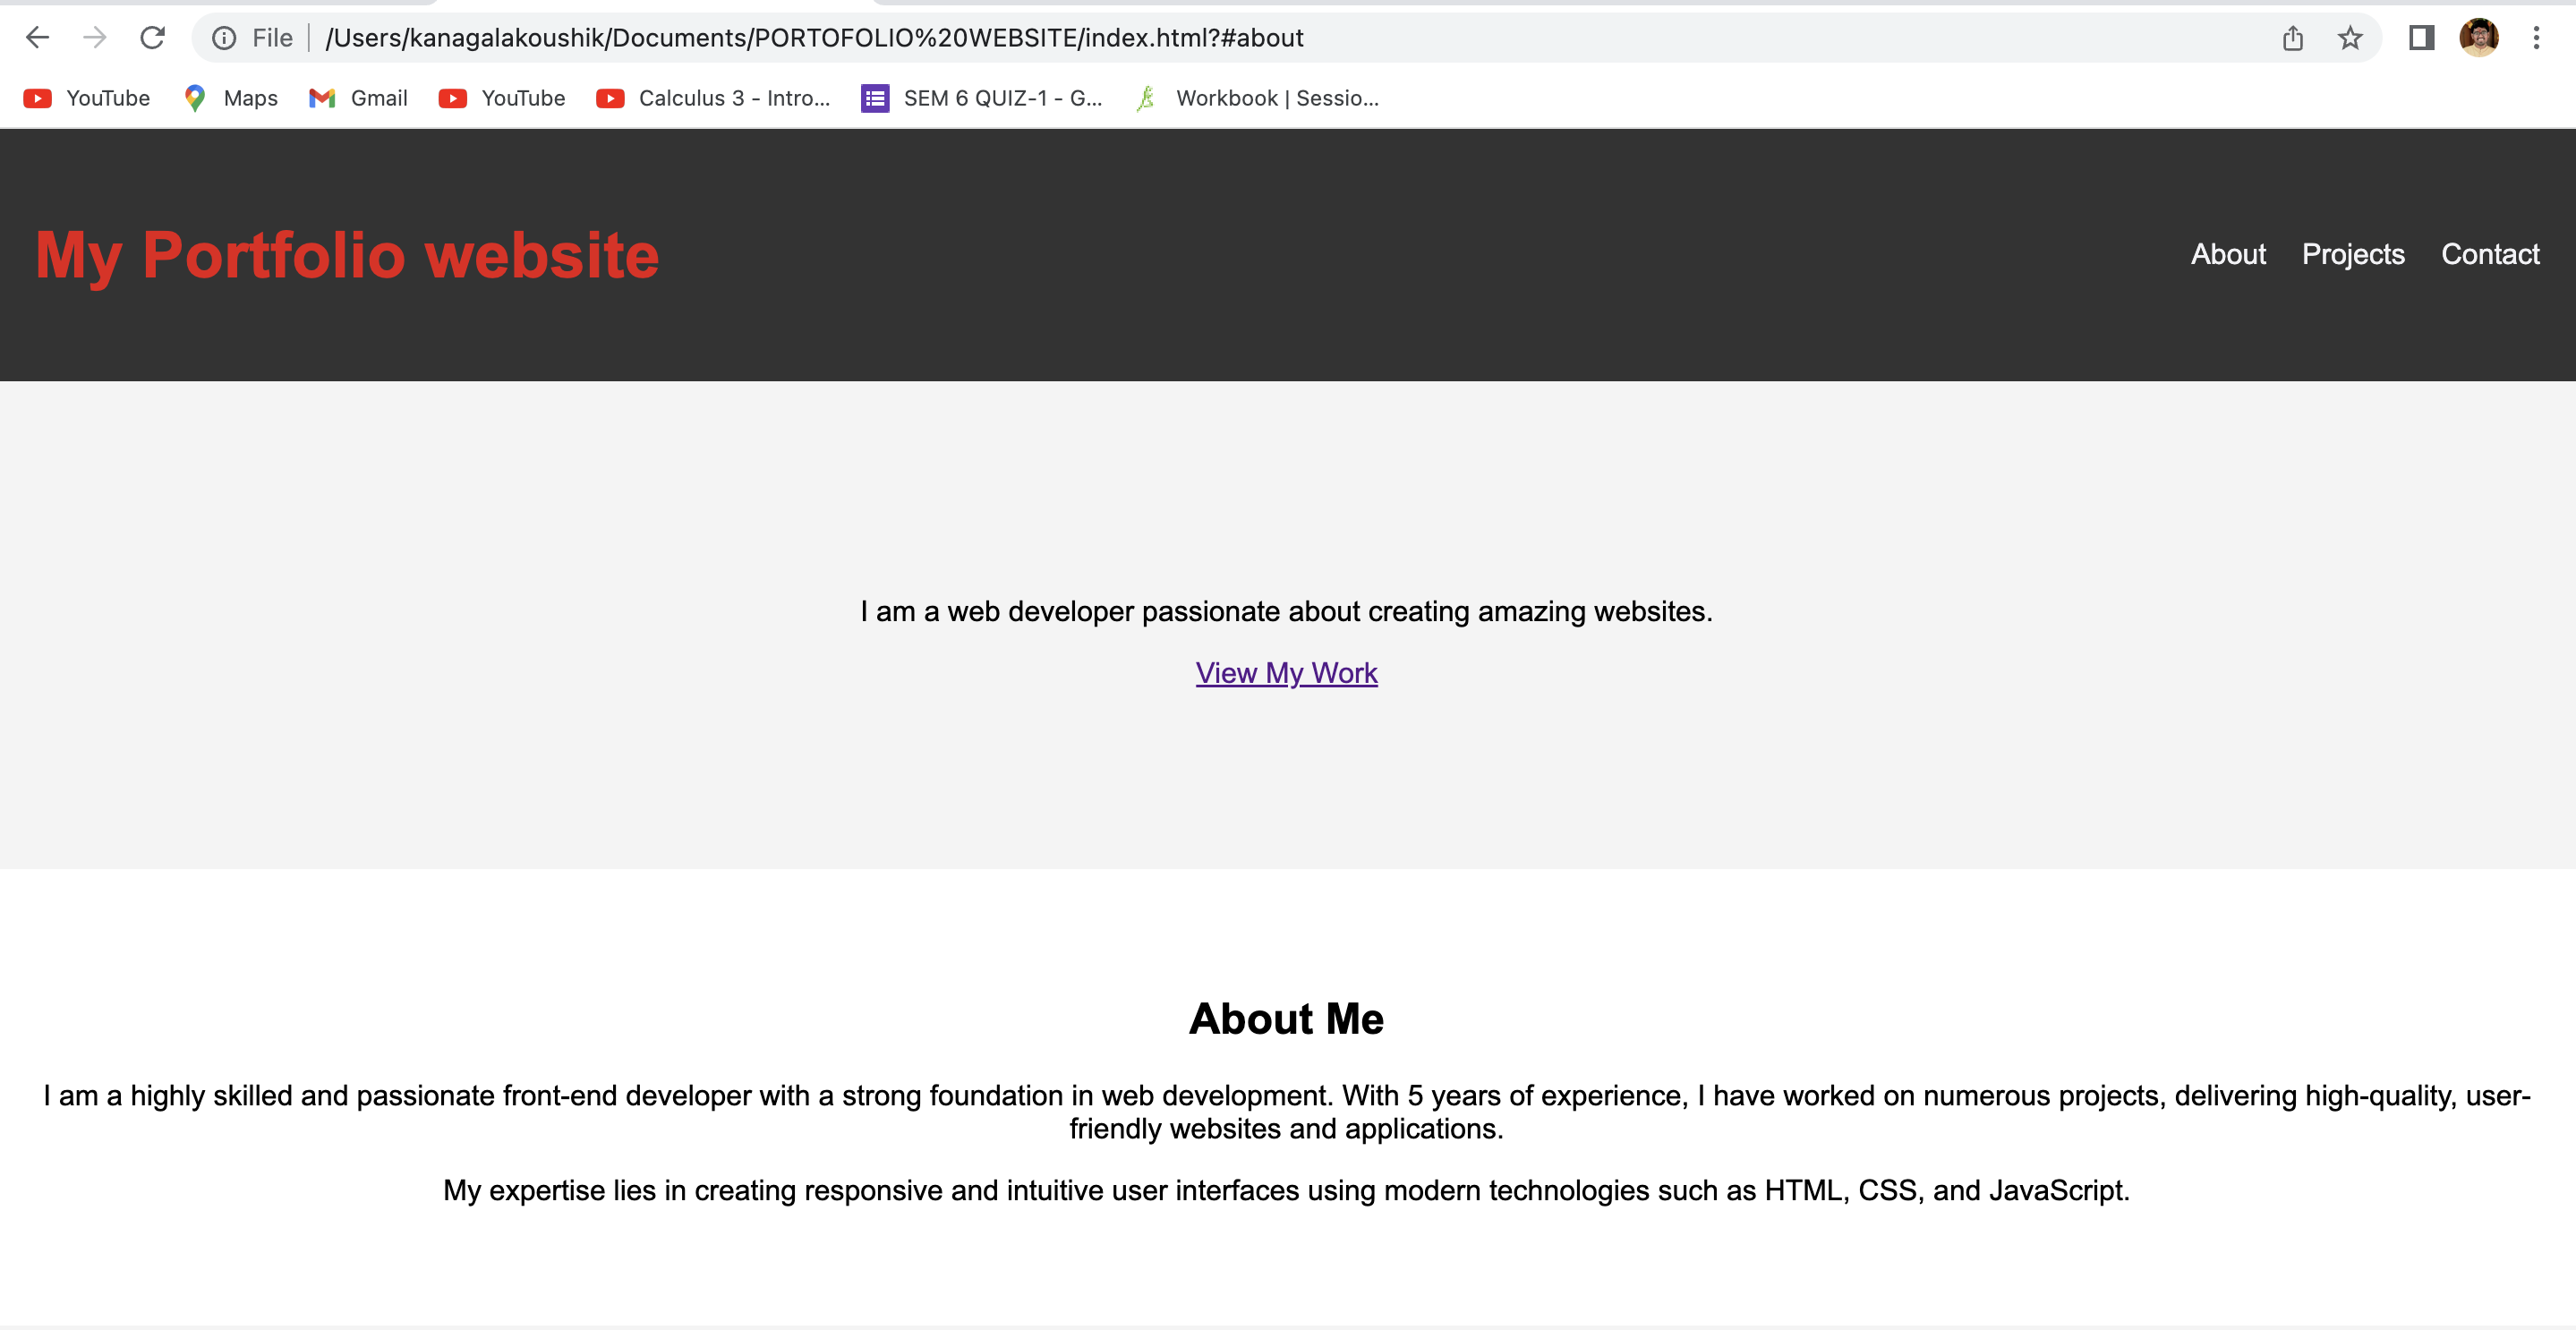 File /Users/kanagalakoushik/Documents/PORTOFOLIO%20WEBSITE/index.html?#about
YouTube Maps Gmail YouTube Calculus 3 - Intro... SEM 6 QUIZ-1 - G... Workbook | Sessio...
My Portfolio website About Projects Contact
I am a web developer passionate about creating amazing websites.
View My Work
About Me
I am a highly skilled and passionate front-end developer with a strong foundation in web development. With 5 years of experience, I have worked on numerous projects, delivering high-quality, user-
friendly websites and applications.
My expertise lies in creating responsive and intuitive user interfaces using modern technologies such as HTML, CSS, and JavaScript.